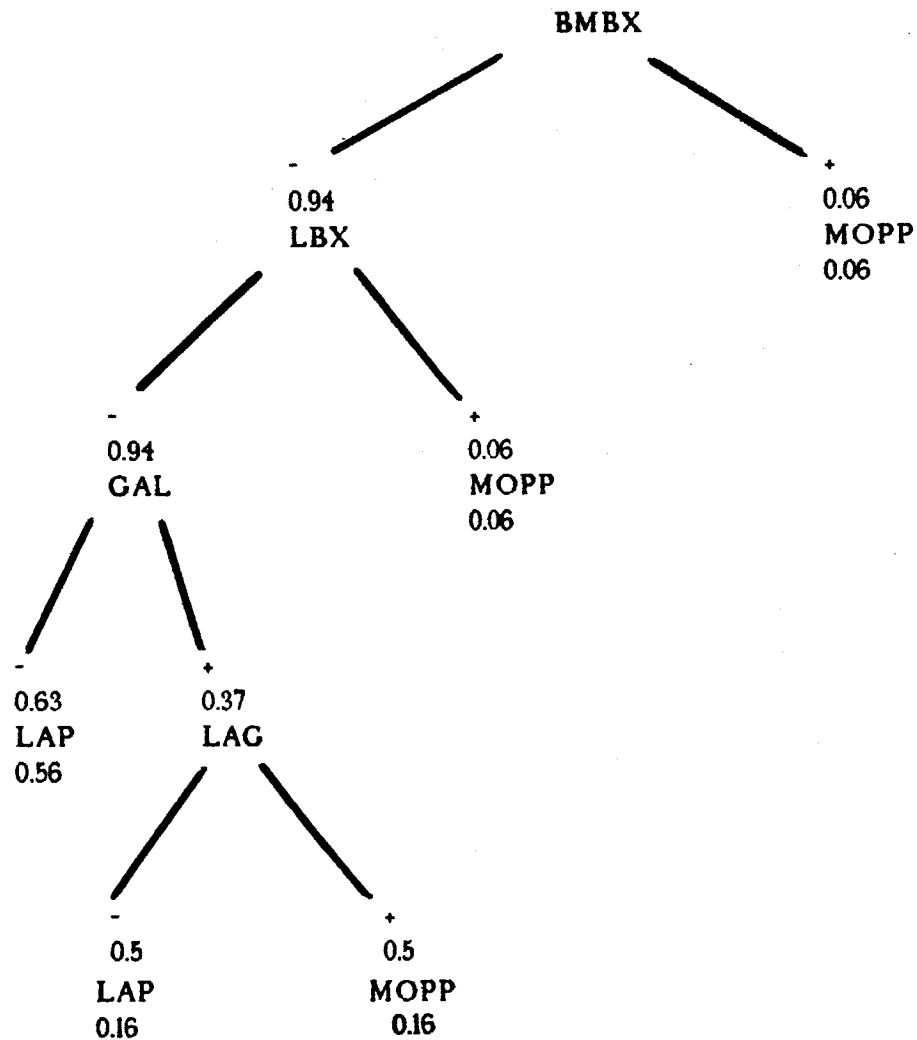 BMBX
- +
0.94 0.06
LBX MOPP
0.06
- +
0.94 0.06
GAL MOPP
0.06
- +
0.63 0.37
LAP LAG
0.56
- +
0.5 0.5
LAP MOPP
0.16 0.16